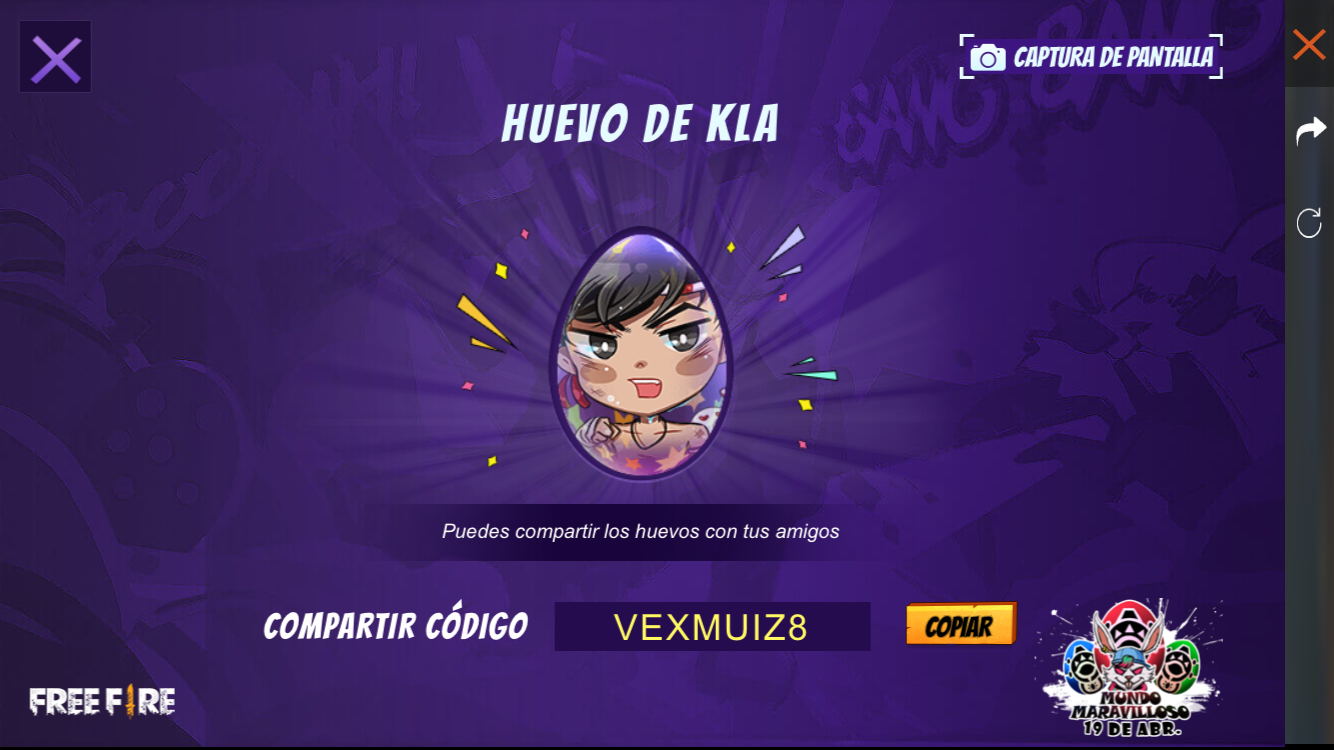 CAPTURA DE PANTALLA
HUEVO DE KLA
Puedes compartir los huevos con tus amigos
COMPARTIR CÓDIGO
VEXMUIZ8
COPIAR
FREE FIRE
MUNDO
MARAVILLOSO
19 DE ABR.